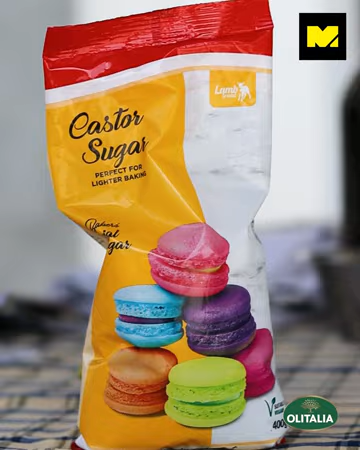 M
Lamb
Castor
Sugar
PERFECT FOR
LIGHTER BAKING
OLITALIA